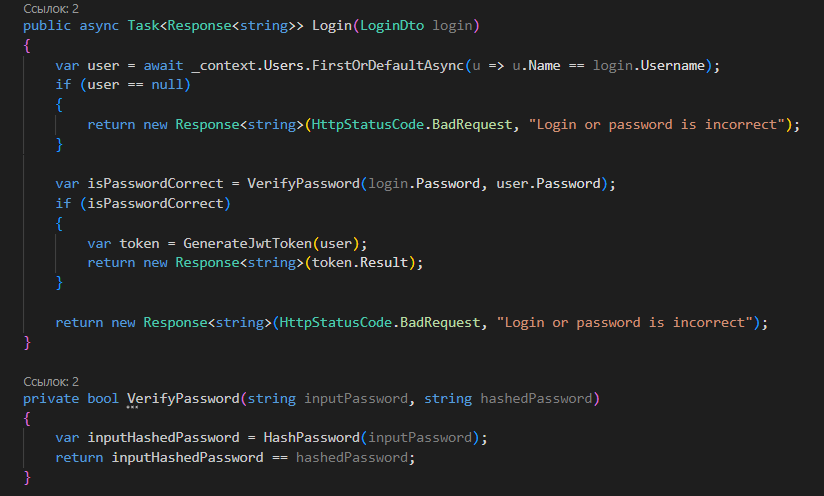 Ссылок: 2
public async Task<Response<string>> Login(LoginDto login)
{
    var user = await _context.Users.FirstOrDefaultAsync(u => u.Name == login.Username);
    if (user == null)
    {
        return new Response<string>(HttpStatusCode.BadRequest, "Login or password is incorrect");
    }

    var isPasswordCorrect = VerifyPassword(login.Password, user.Password);
    if (isPasswordCorrect)
    {
        var token = GenerateJwtToken(user);
        return new Response<string>(token.Result);
    }

    return new Response<string>(HttpStatusCode.BadRequest, "Login or password is incorrect");
}

Ссылок: 2
private bool VerifyPassword(string inputPassword, string hashedPassword)
{
    var inputHashedPassword = HashPassword(inputPassword);
    return inputHashedPassword == hashedPassword;
}